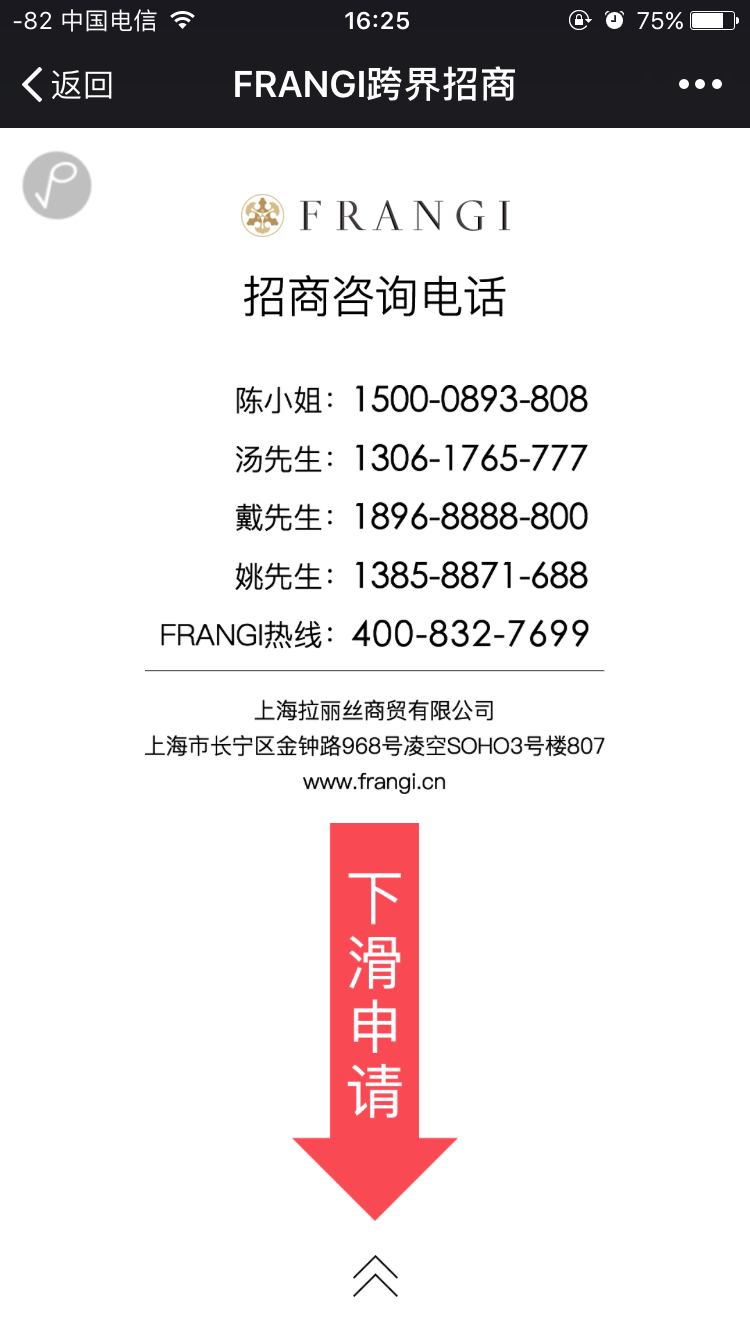 -82 中国电信 16:25 75%
返回 FRANGI跨界招商
FRANGI
招商咨询电话
陈小姐：1500-0893-808
汤先生：1306-1765-777
戴先生：1896-8888-800
姚先生：1385-8871-688
FRANGI热线：400-832-7699
上海拉丽丝商贸有限公司
上海市长宁区金钟路968号凌空SOHO3号楼807
www.frangi.cn
下滑申请